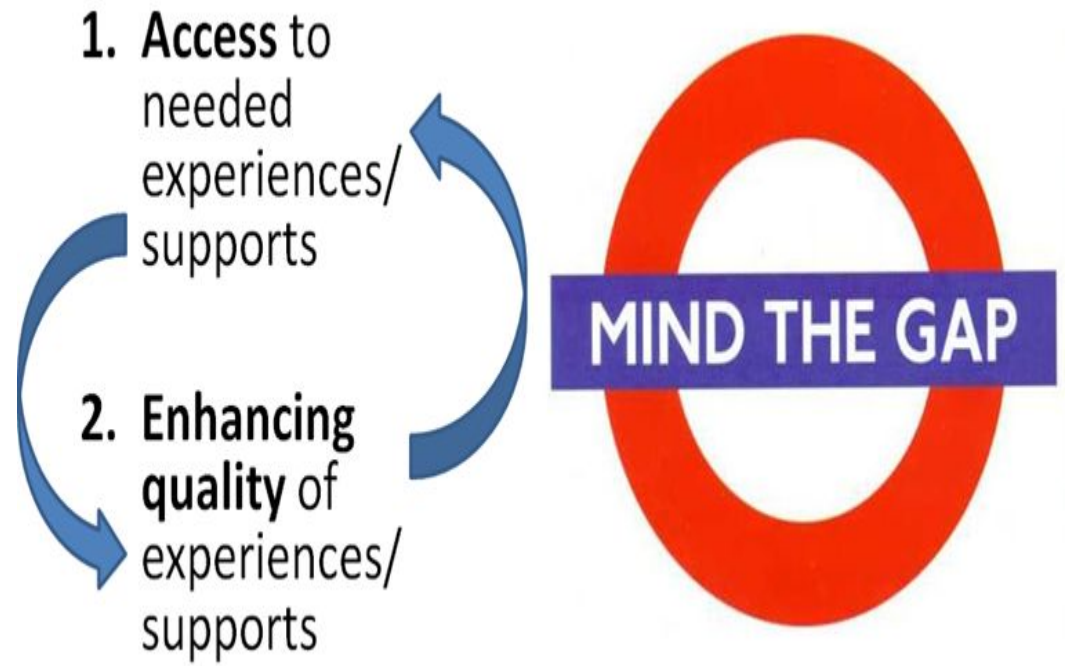 1. Access to
needed
experiences/
supports
2. Enhancing
quality of
experiences/
supports
MIND THE GAP